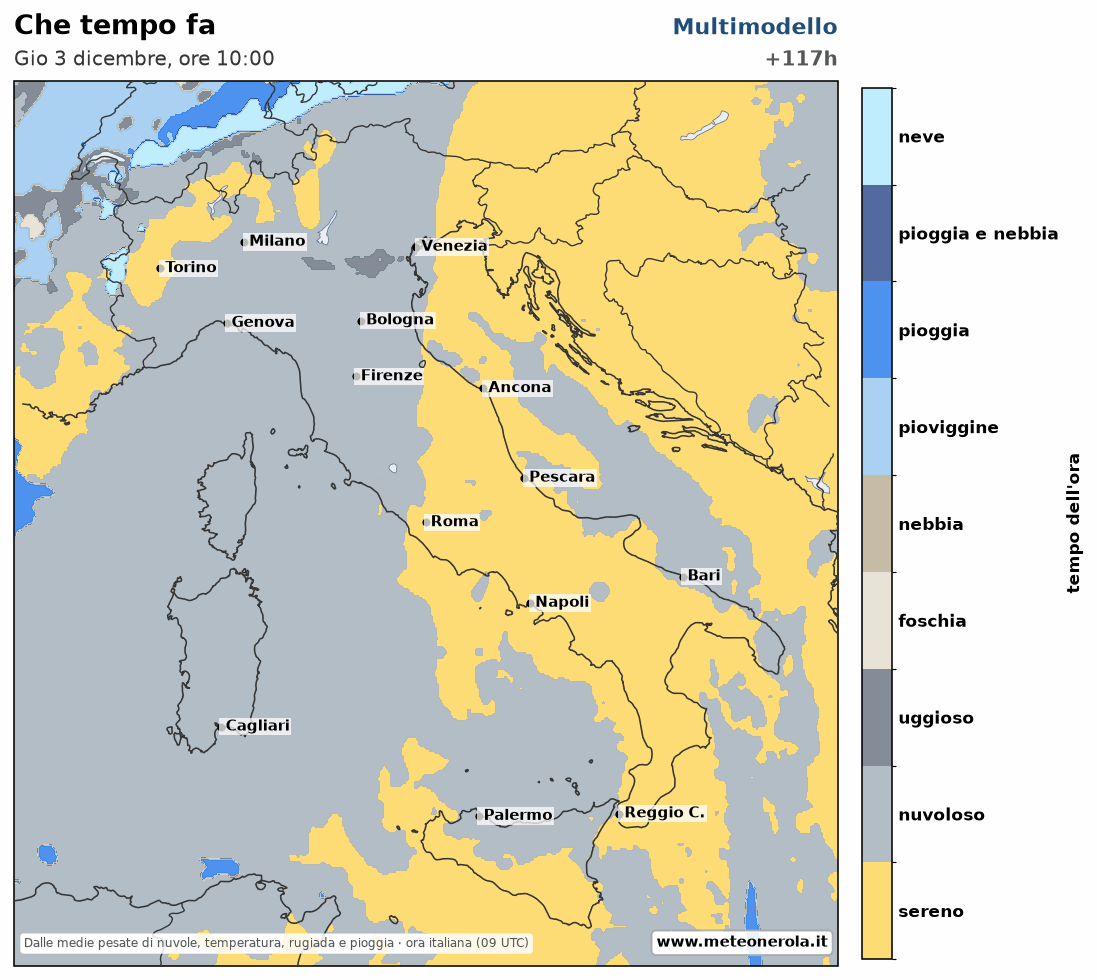 Che tempo fa
Multimodello
Gio 3 dicembre, ore 10:00
+117h
neve
pioggia e nebbia
pioggia
pioviggine
nebbia
foschia
uggioso
nuvoloso
sereno
tempo dell'ora
Milano
Venezia
Torino
Genova
Bologna
Firenze
Ancona
Pescara
Roma
Bari
Napoli
Cagliari
Palermo
Reggio C.
Dalle medie pesate di nuvole, temperatura, rugiada e pioggia · ora italiana (09 UTC)
www.meteonerola.it